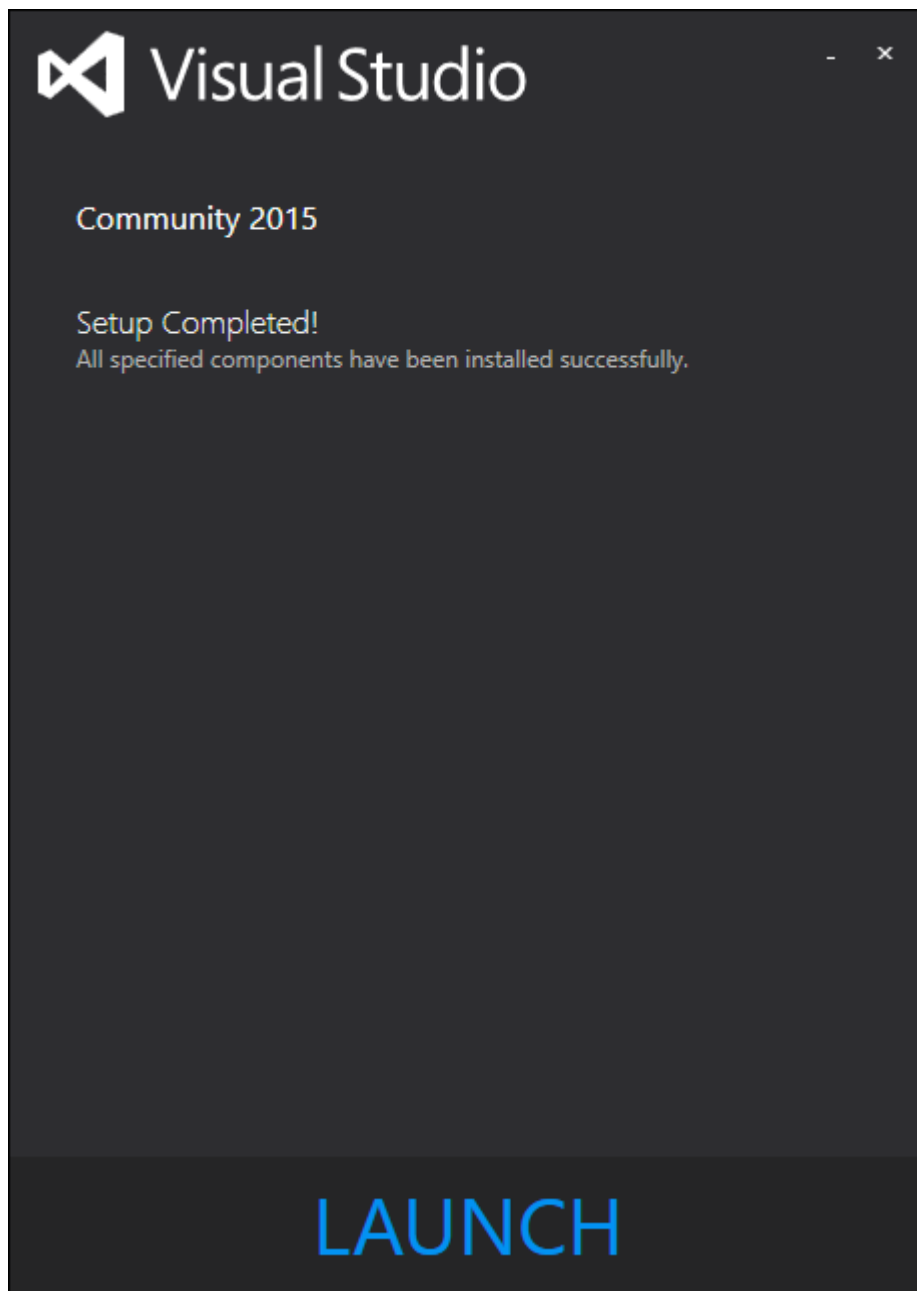 Visual Studio
Community 2015
Setup Completed!
All specified components have been installed successfully.
LAUNCH